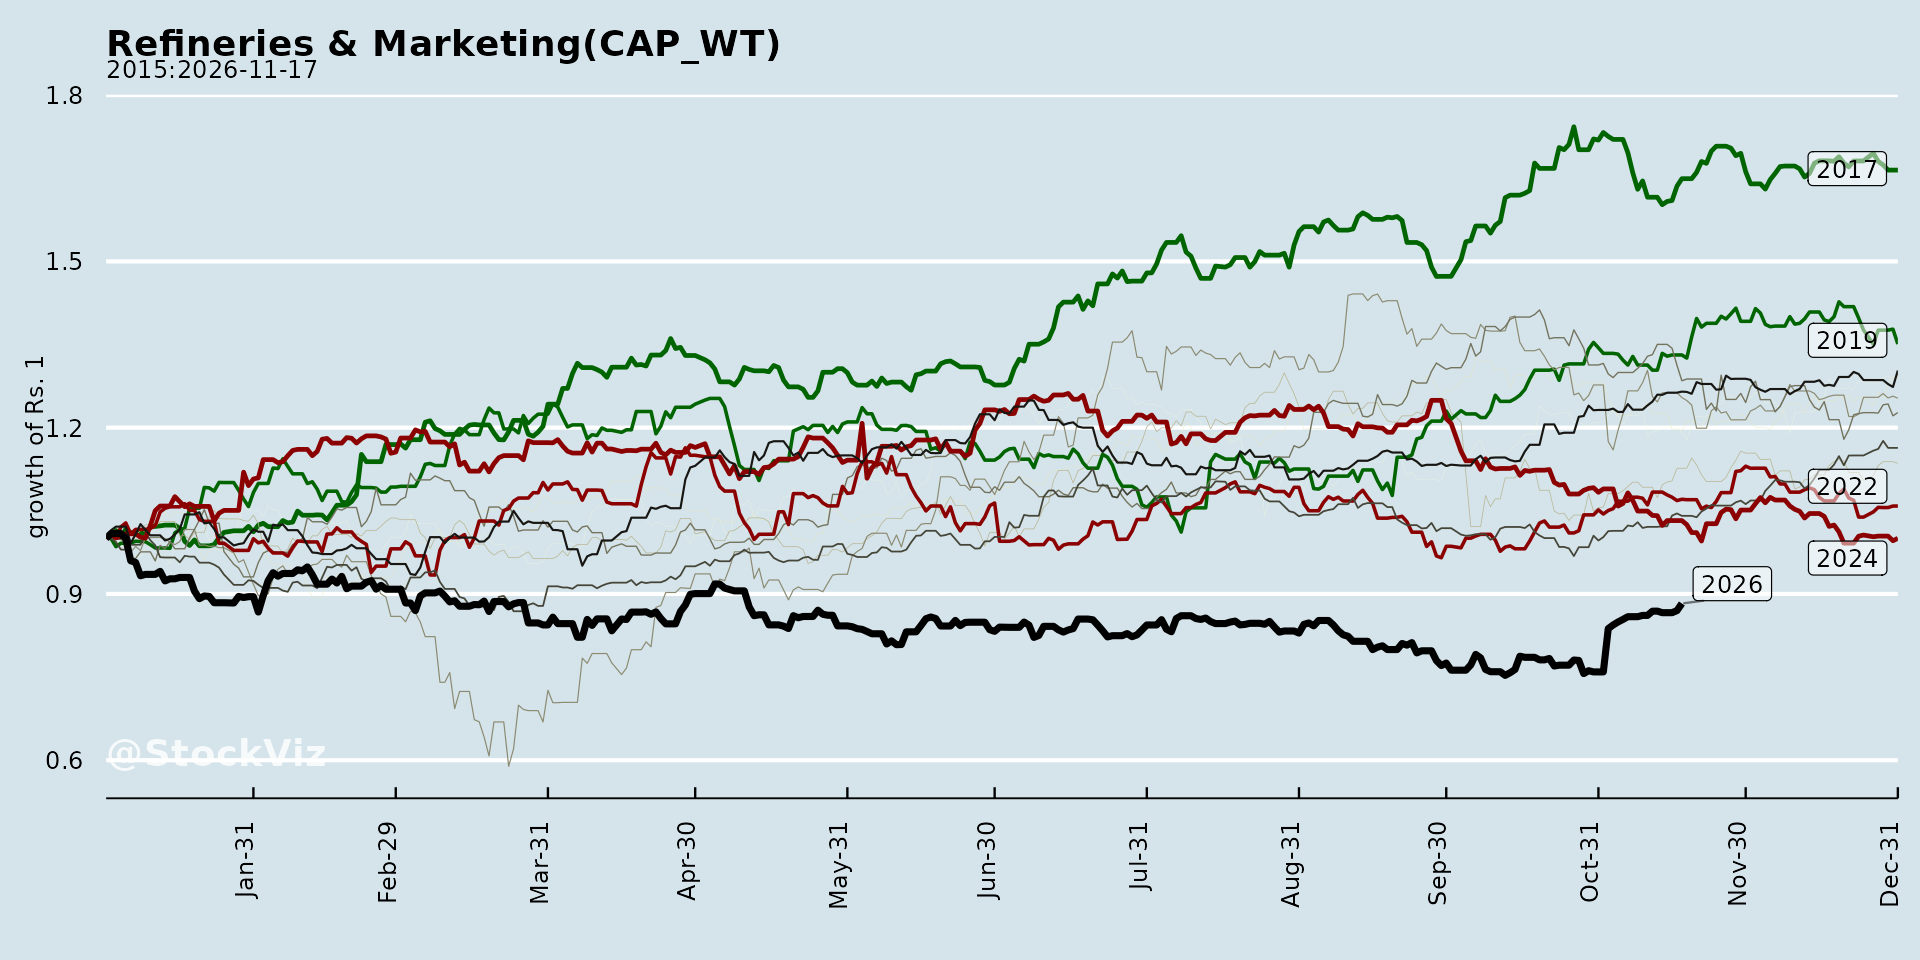 Refineries & Marketing(CAP_WT)
2015:2026-11-17
growth of Rs. 1
1.8
1.5
1.2
0.9
0.6
2017
2019
2022
2024
2026
@StockViz
Jan-31
Feb-29
Mar-31
Apr-30
May-31
Jun-30
Jul-31
Aug-31
Sep-30
Oct-31
Nov-30
Dec-31